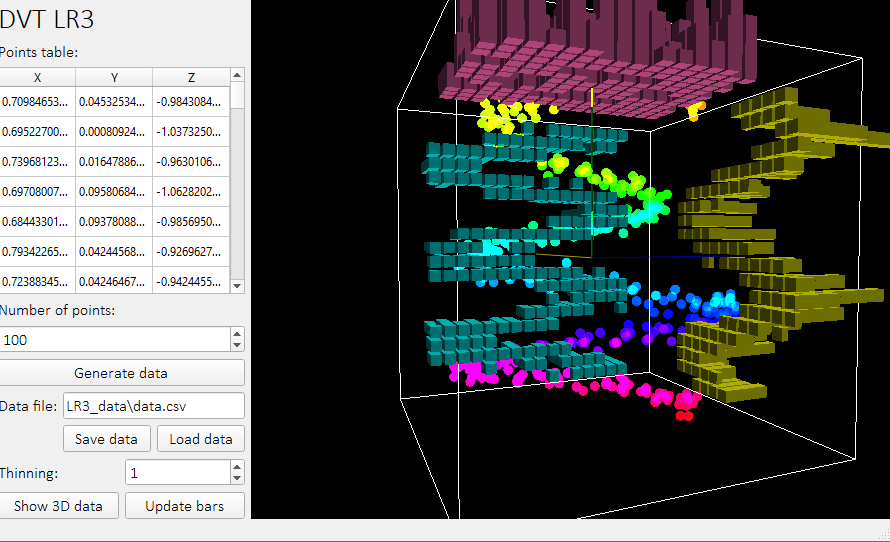 DVT LR3
Points table:
X Y Z
0.70984653... 0.04532534... -0.9843084...
0.69522700... 0.00080924... -1.0373250...
0.73968123... 0.01647886... -0.9630106...
0.69708007... 0.09580684... -1.0628202...
0.68443301... 0.09378088... -0.9856950...
0.79342265... 0.04244568... -0.9269627...
0.72388345... 0.04246467... -0.9424455...
Number of points:
100
Generate data
Data file: LR3_data\data.csv
Save data Load data
Thinning: 1
Show 3D data Update bars